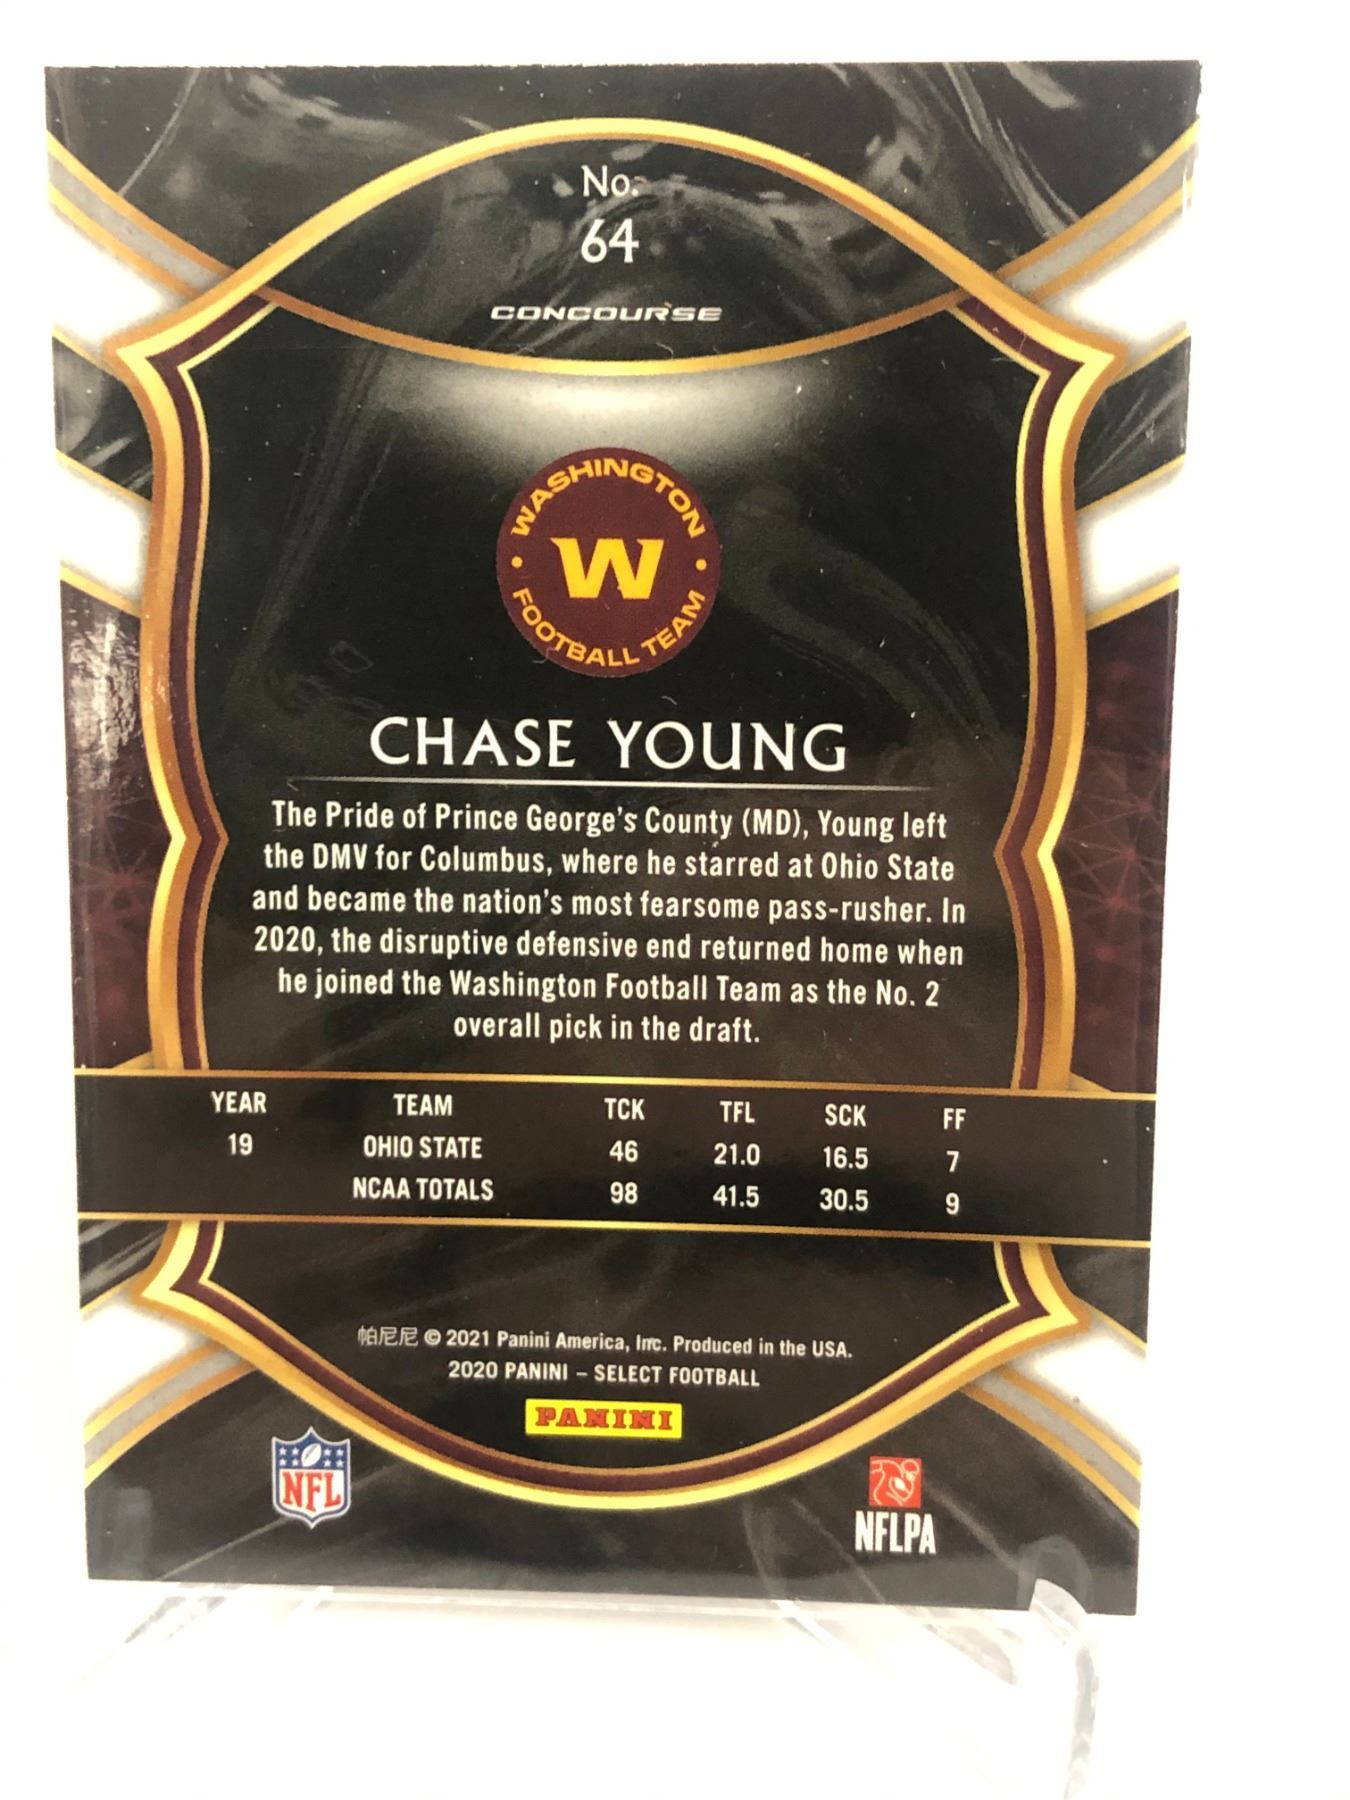 No.
64
CONCOURSE
WASHINGTON
W
FOOTBALL TEAM
CHASE YOUNG
The Pride of Prince George's County (MD), Young left
the DMV for Columbus, where he starred at Ohio State
and became the nation's most fearsome pass-rusher. In
2020, the disruptive defensive end returned home when
he joined the Washington Football Team as the No. 2
overall pick in the draft.
YEAR TEAM TCK TFL SCK FF
19 OHIO STATE 46 21.0 16.5 7
NCAA TOTALS 98 41.5 30.5 9
帕尼尼 © 2021 Panini America, Inc. Produced in the USA.
2020 PANINI – SELECT FOOTBALL
PANINI
NFL
NFLPA